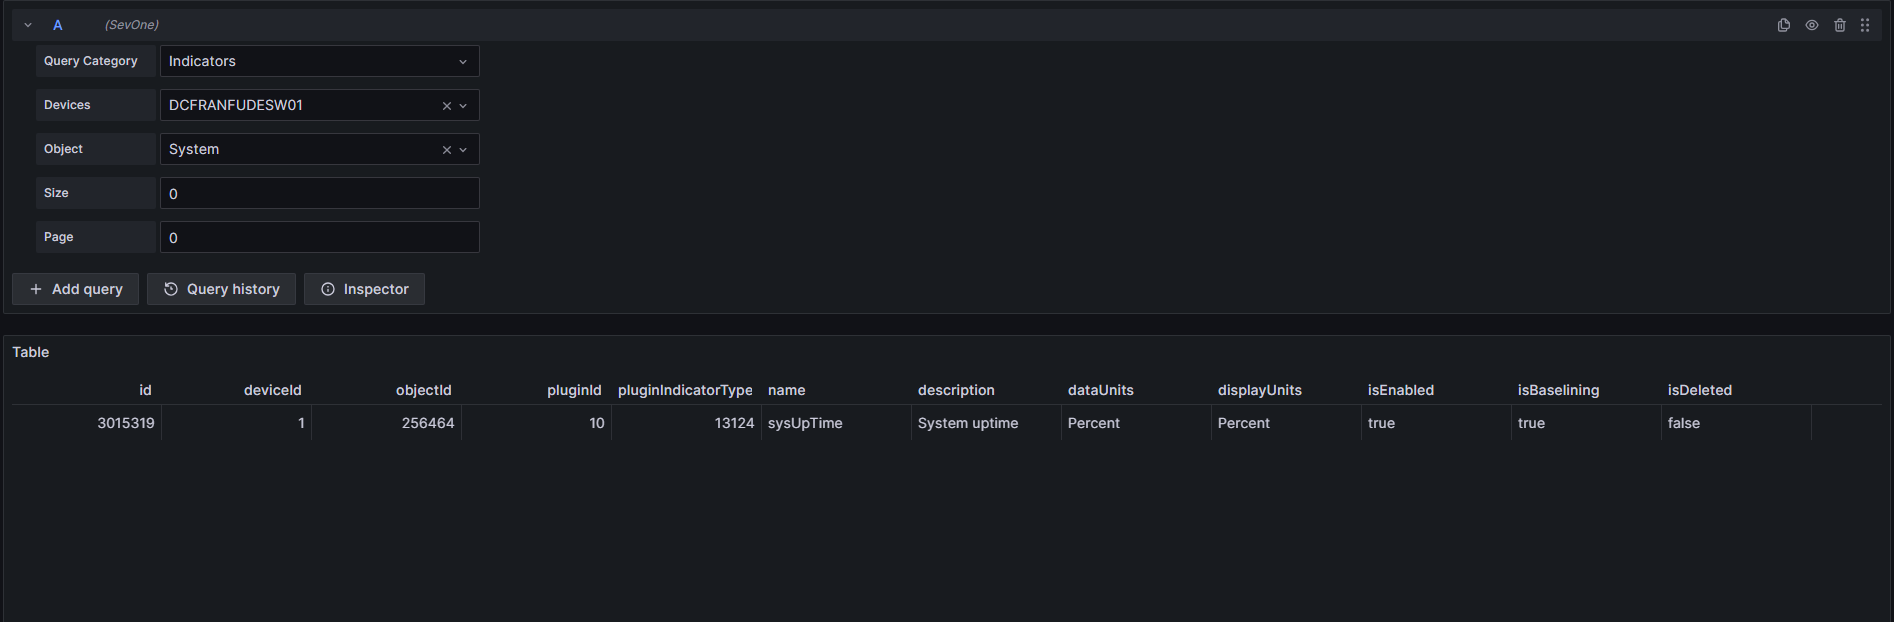 A (SevOne)
Query Category Indicators
Devices DCFRANFUDESW01
Object System
Size 0
Page 0
Add query Query history Inspector
Table
id deviceId objectId pluginId pluginIndicatorType name description dataUnits displayUnits isEnabled isBaselining isDeleted
3015319 1 256464 10 13124 sysUpTime System uptime Percent Percent true true false